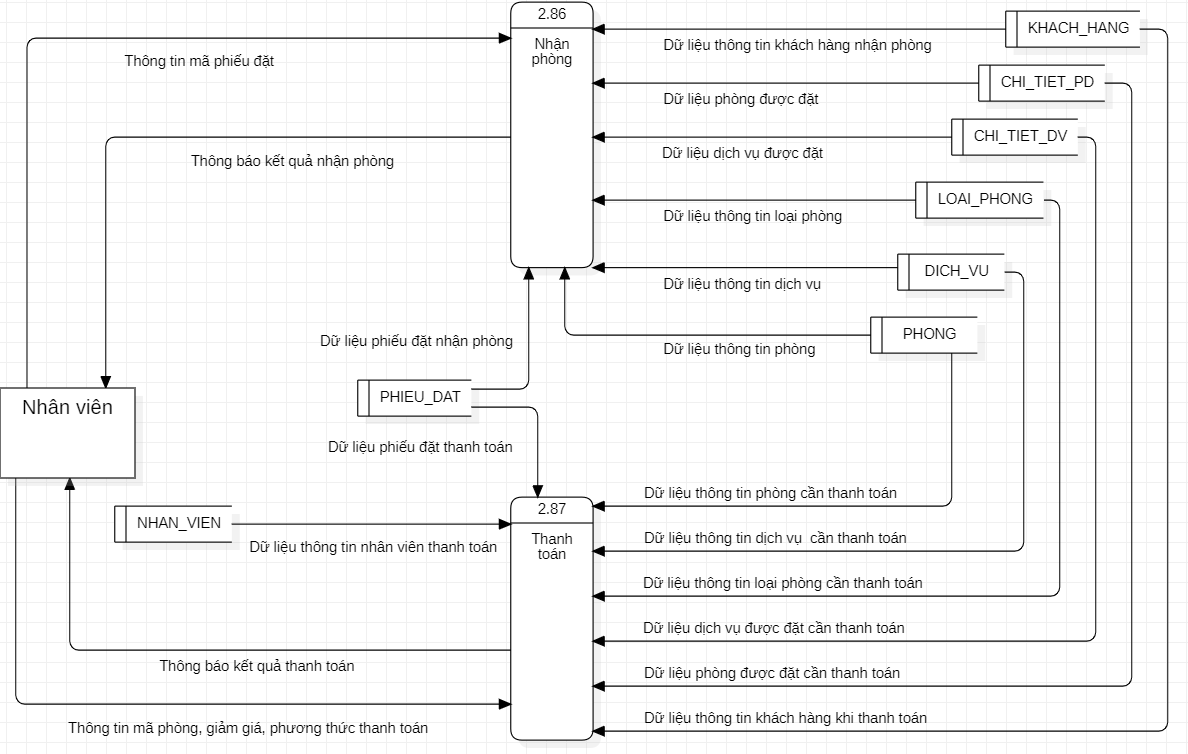 2.86
Nhận
phòng
KHACH_HANG
Dữ liệu thông tin khách hàng nhận phòng
Thông tin mã phiếu đặt
CHI_TIET_PD
Dữ liệu phòng được đặt
CHI_TIET_DV
Dữ liệu dịch vụ được đặt
Thông báo kết quả nhận phòng
LOAI_PHONG
Dữ liệu thông tin loại phòng
DICH_VU
Dữ liệu thông tin dịch vụ
PHONG
Dữ liệu thông tin phòng
Dữ liệu phiếu đặt nhận phòng
PHIEU_DAT
Nhân viên
Dữ liệu phiếu đặt thanh toán
2.87
Thanh
toán
Dữ liệu thông tin phòng cần thanh toán
NHAN_VIEN
Dữ liệu thông tin nhân viên thanh toán
Dữ liệu thông tin dịch vụ  cần thanh toán
Dữ liệu thông tin loại phòng cần thanh toán
Dữ liệu dịch vụ được đặt cần thanh toán
Thông báo kết quả thanh toán
Dữ liệu phòng được đặt cần thanh toán
Dữ liệu thông tin khách hàng khi thanh toán
Thông tin mã phòng, giảm giá, phương thức thanh toán